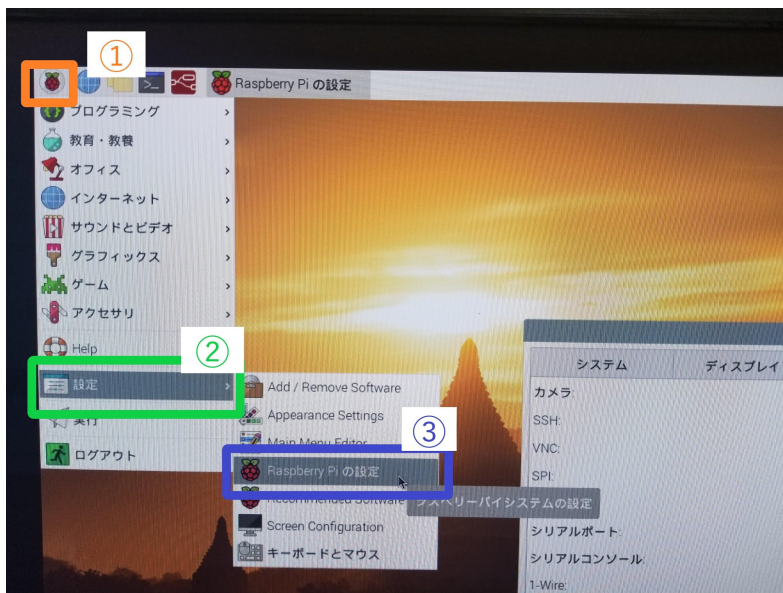 ①
Raspberry Pi の設定
プログラミング
教育・教養
オフィス
インターネット
サウンドとビデオ
グラフィックス
ゲーム
アクセサリ
Help
②
設定
実行
ログアウト
Add / Remove Software
Appearance Settings
Main Menu Editor
③
Raspberry Pi の設定
Recommended Software
Screen Configuration
キーボードとマウス
ラズベリーパイシステムの設定
システム
ディスプレイ
カメラ:
SSH:
VNC:
SPI:
シリアルポート:
シリアルコンソール:
1-Wire: